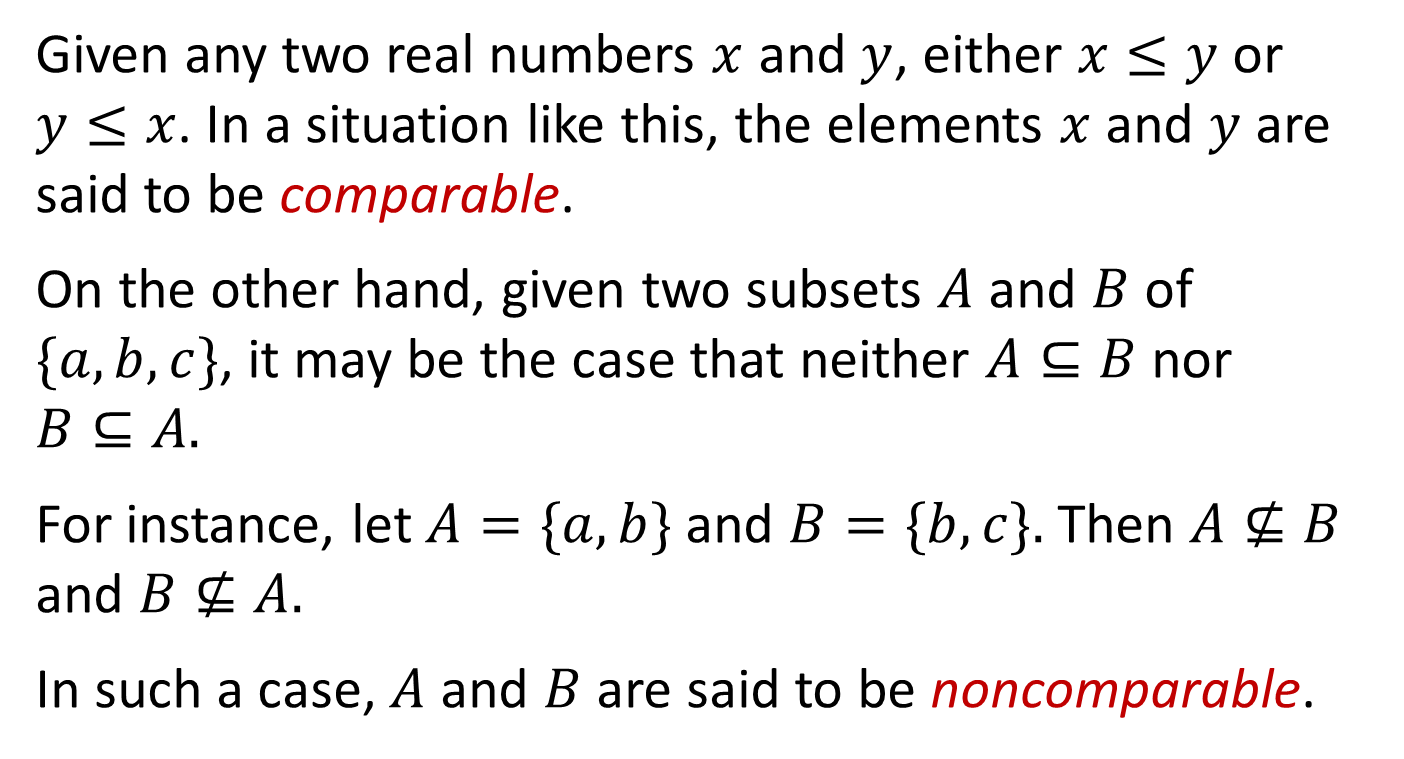 Given any two real numbers 𝑥 and 𝑦, either 𝑥 ≤ 𝑦 or
𝑦 ≤ 𝑥. In a situation like this, the elements 𝑥 and 𝑦 are
said to be comparable.
On the other hand, given two subsets 𝐴 and 𝐵 of
{𝑎, 𝑏, 𝑐}, it may be the case that neither 𝐴 ⊆ 𝐵 nor
𝐵 ⊆ 𝐴.
For instance, let 𝐴 = {𝑎, 𝑏} and 𝐵 = {𝑏, 𝑐}. Then 𝐴 ⊈ 𝐵
and 𝐵 ⊈ 𝐴.
In such a case, 𝐴 and 𝐵 are said to be noncomparable.